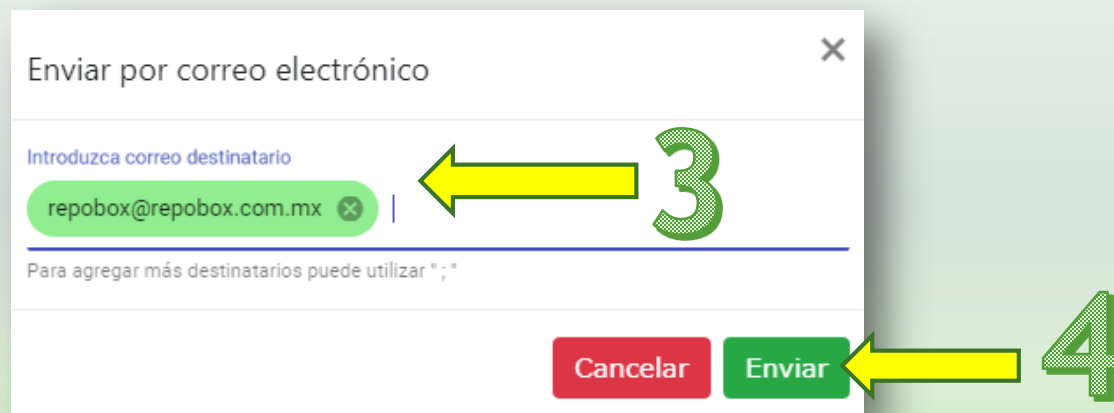 Enviar por correo electrónico
Introduzca correo destinatario
3
repobox@repobox.com.mx
Para agregar más destinatarios puede utilizar " ; "
Cancelar
Enviar
4